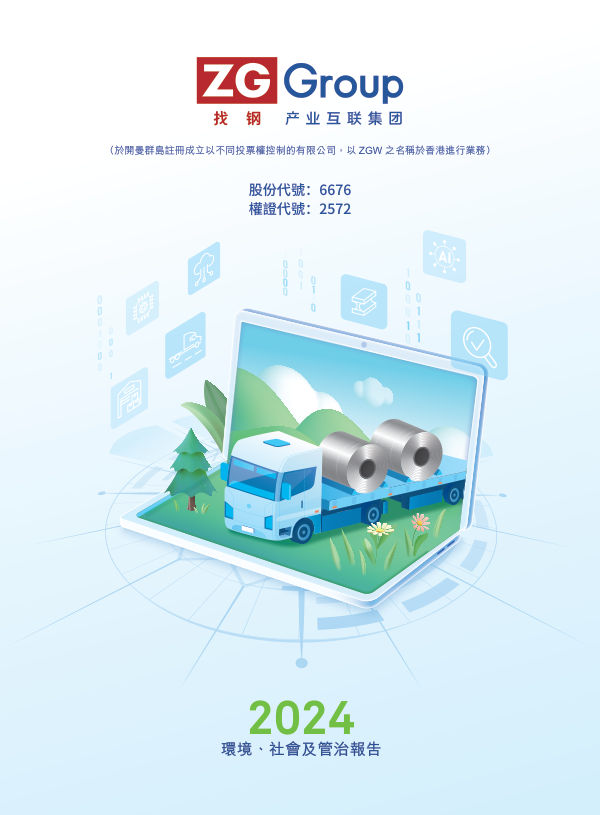 ZG Group
找钢 产业互联集团
（於開曼群島註冊成立以不同投票權控制的有限公司，以 ZGW 之名稱於香港進行業務）
股份代號：6676
權證代號：2572
AI
2024
環境、社會及管治報告